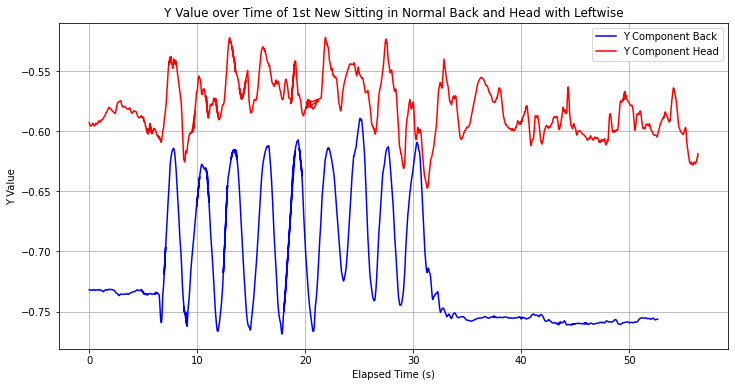 Y Value over Time of 1st New Sitting in Normal Back and Head with Leftwise
Y Component Back
Y Component Head
−0.55
−0.60
−0.65
−0.70
−0.75
Y Value
0 10 20 30 40 50
Elapsed Time (s)